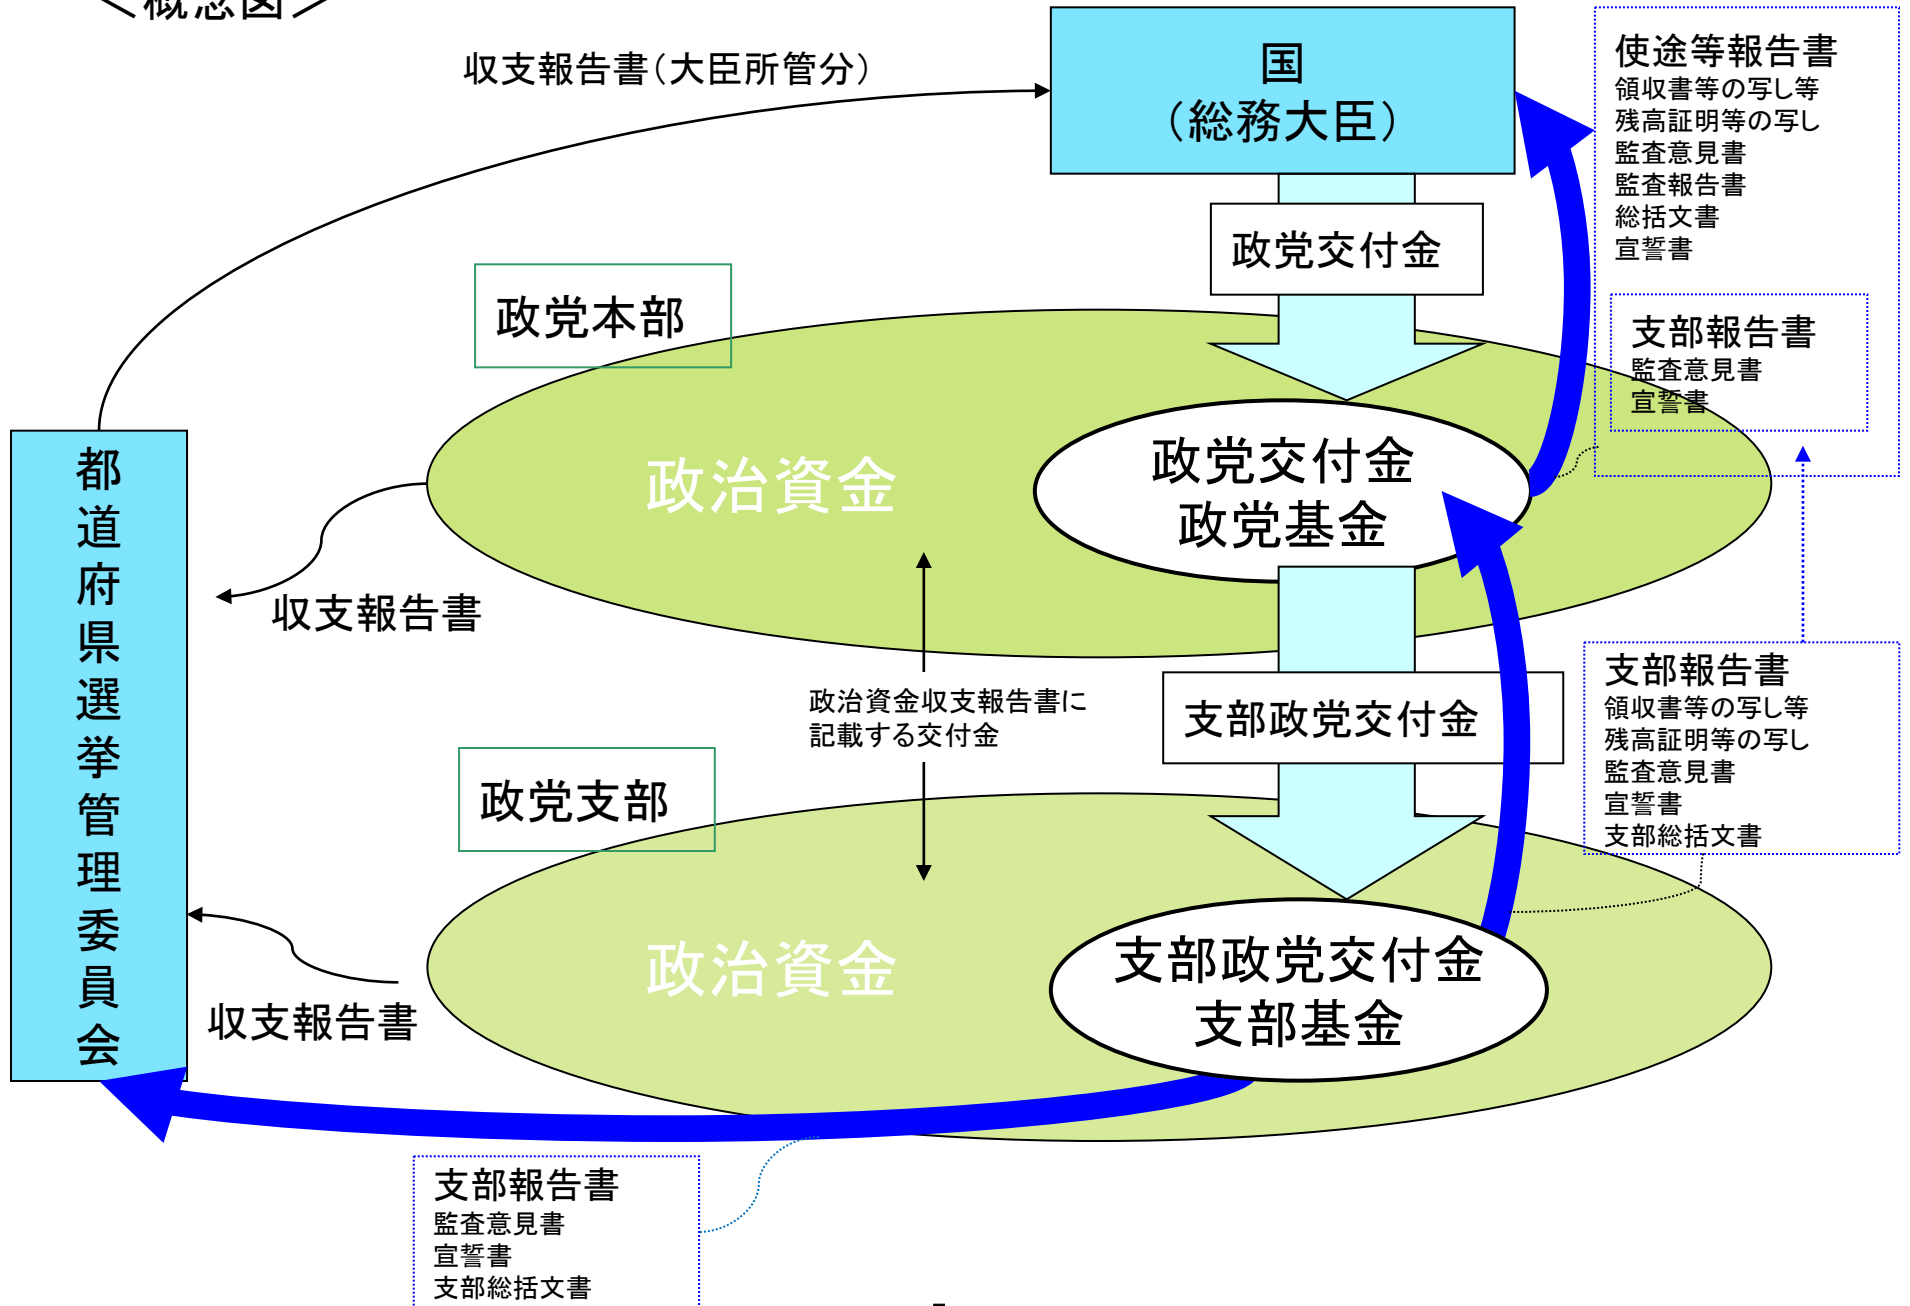 ＜概念図＞
収支報告書（大臣所管分）
国
（総務大臣）
使途等報告書
領収書等の写し等
残高証明等の写し
監査意見書
監査報告書
総括文書
宣誓書
支部報告書
監査意見書
宣誓書
政党交付金
政党本部
政治資金
政党交付金
政党基金
都道府県選挙管理委員会
収支報告書
政治資金収支報告書に
記載する交付金
支部政党交付金
支部報告書
領収書等の写し等
残高証明等の写し
監査意見書
宣誓書
支部総括文書
政党支部
政治資金
支部政党交付金
支部基金
収支報告書
支部報告書
監査意見書
宣誓書
支部総括文書